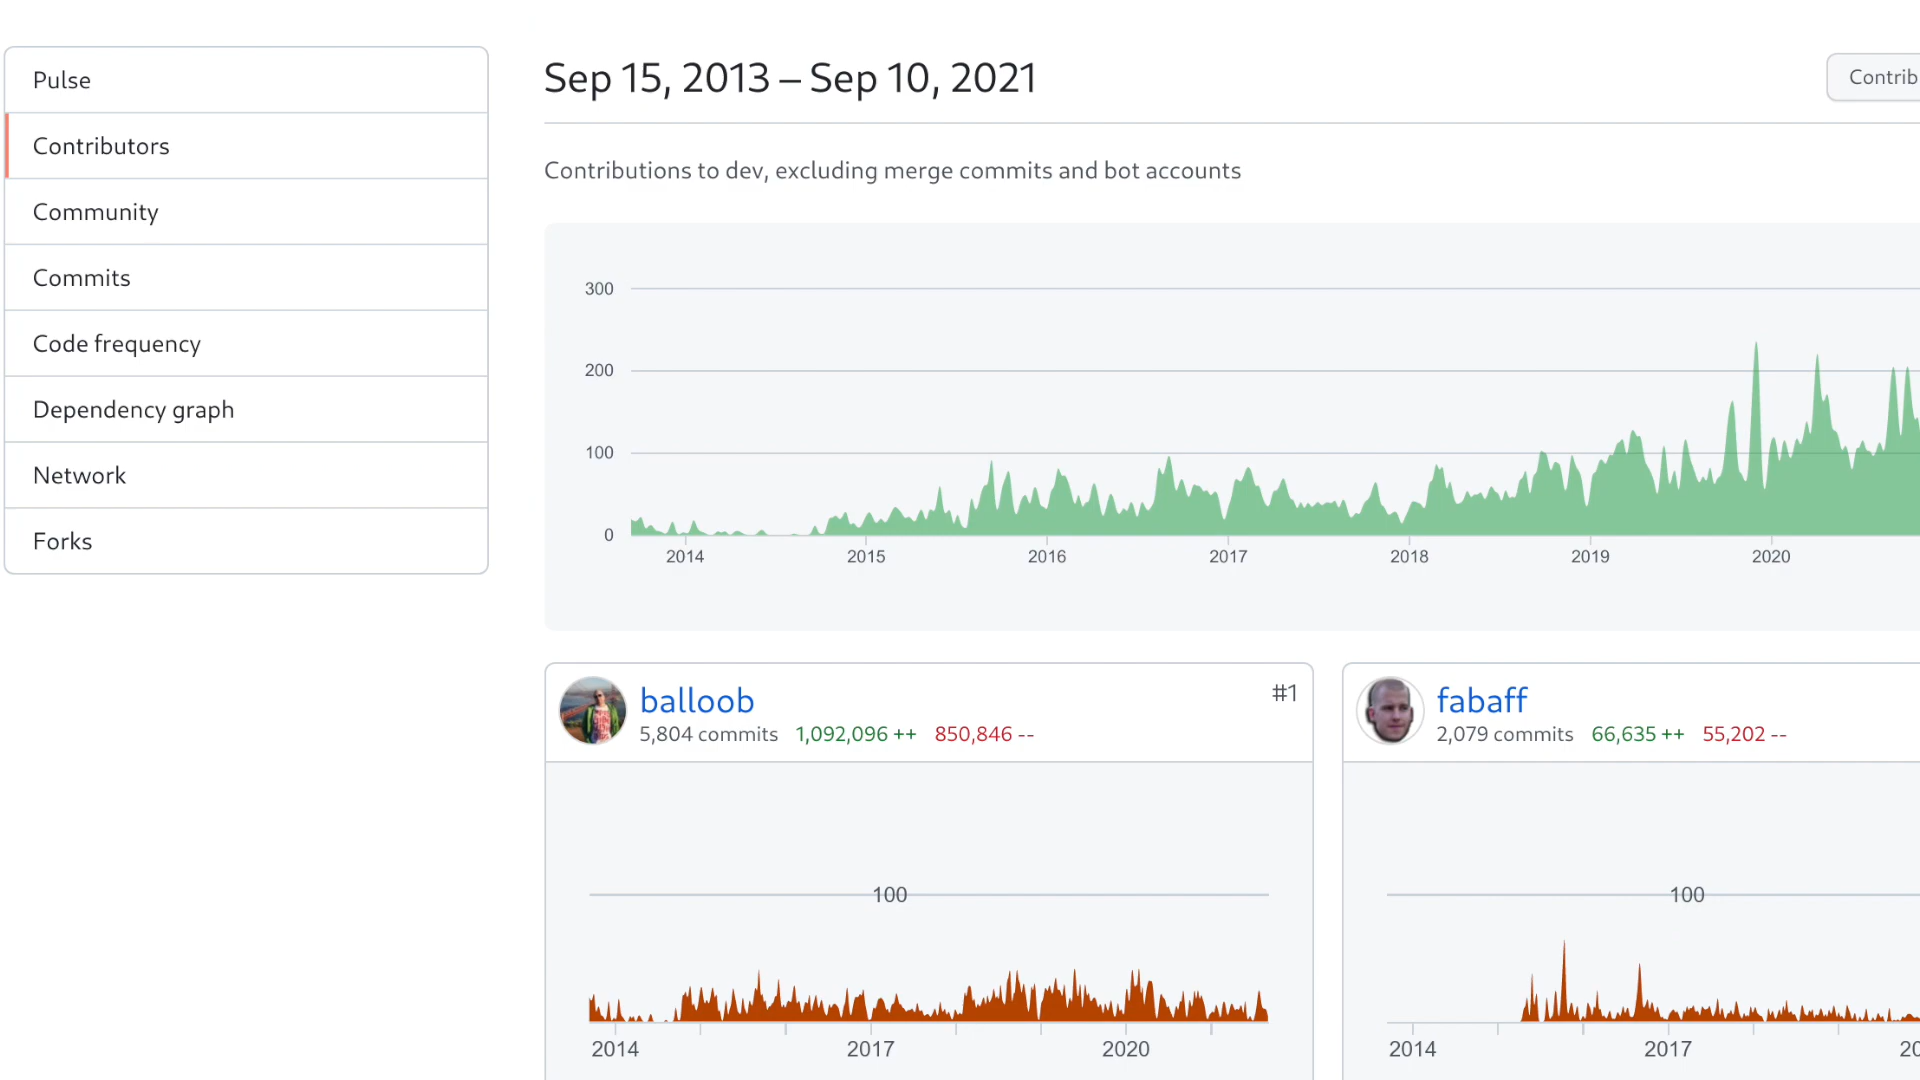 Pulse
Contributors
Community
Commits
Code frequency
Dependency graph
Network
Forks
Sep 15, 2013 – Sep 10, 2021
Contrib
Contributions to dev, excluding merge commits and bot accounts
300
200
100
0
2014 2015 2016 2017 2018 2019 2020
balloob #1
5,804 commits 1,092,096 ++ 850,846 --
100
2014 2017 2020
fabaff
2,079 commits 66,635 ++ 55,202 --
100
2014 2017 20